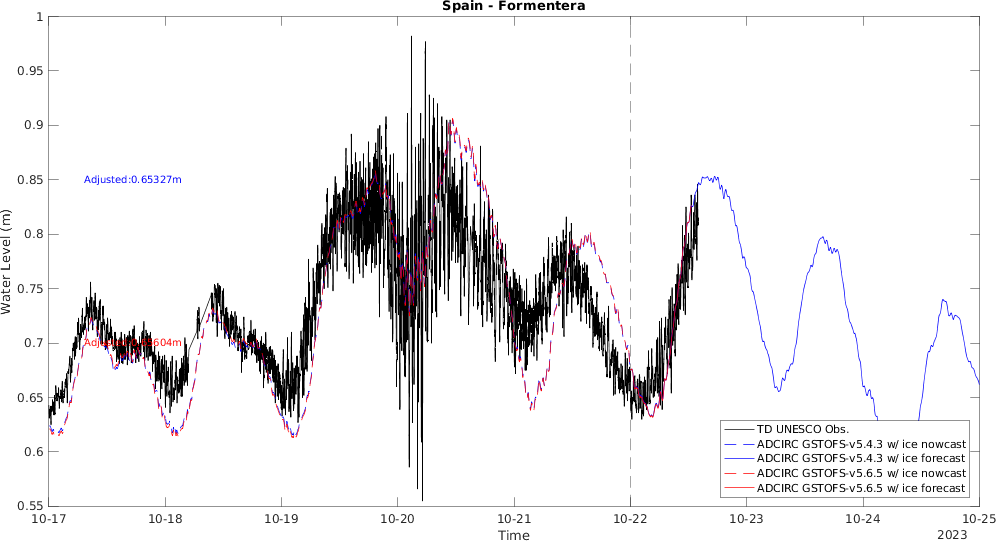 Spain - Formentera
1
0.95
0.9
0.85
0.8
0.75
0.7
0.65
0.6
0.55
Water Level (m)
Adjusted:0.65327m
TD UNESCO Obs.
ADCIRC GSTOFS-v5.4.3 w/ ice nowcast
ADCIRC GSTOFS-v5.4.3 w/ ice forecast
ADCIRC GSTOFS-v5.6.5 w/ ice nowcast
ADCIRC GSTOFS-v5.6.5 w/ ice forecast
10-17
10-18
10-19
10-20
10-21
10-22
10-23
10-24
10-25
Time
2023